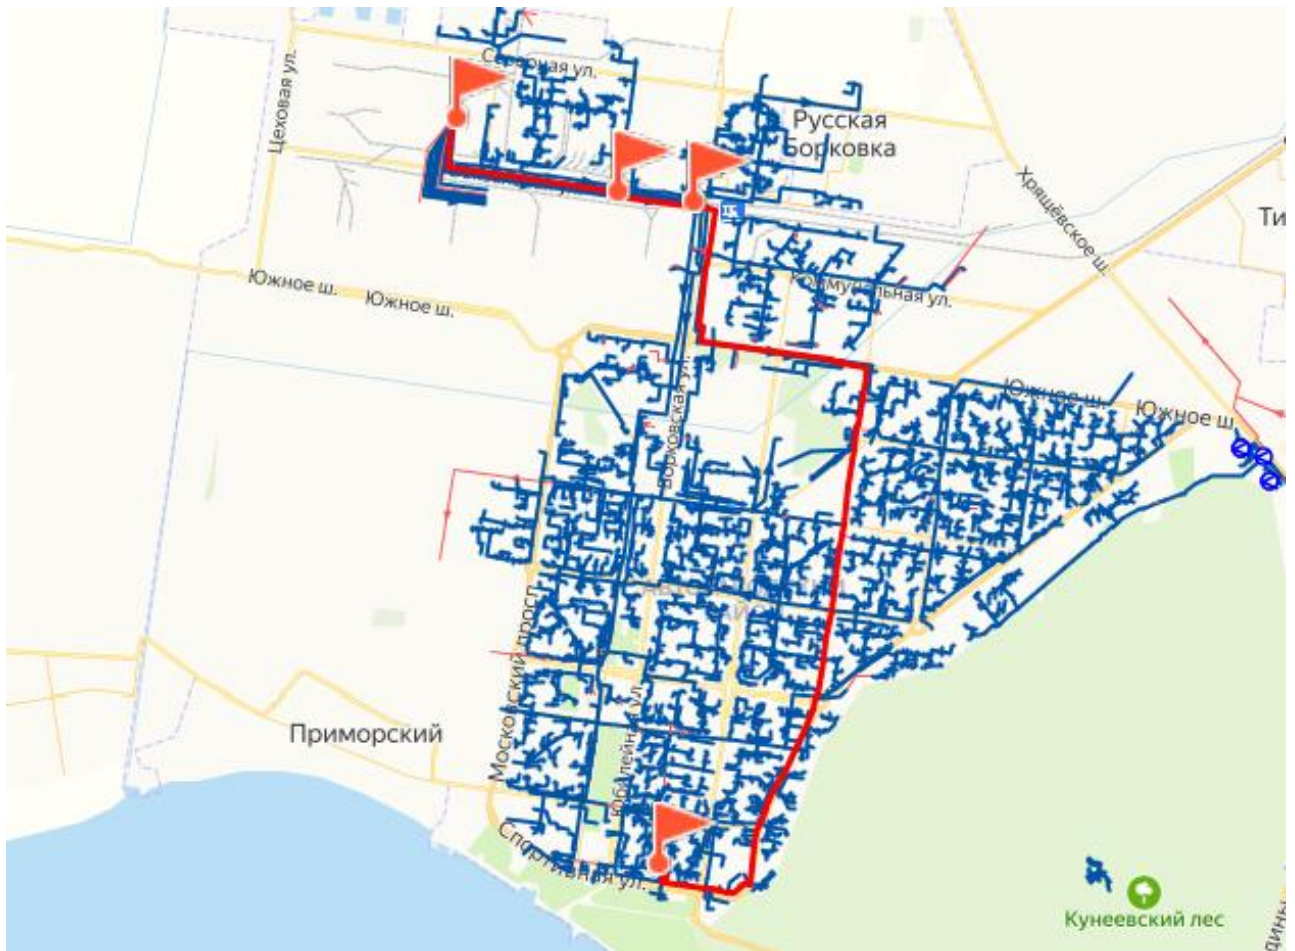 Северная ул.
Цеховая ул.
Русская
Борковка
Хрящёвское ш.
Ти
Южное ш.
Южное ш.
Коммунальная ул.
Южное ш.
Южное ш.
Борковская ул.
Московский просп.
Приморский
Юбилейная ул.
Спортивная ул.
Кунеевский лес
дины